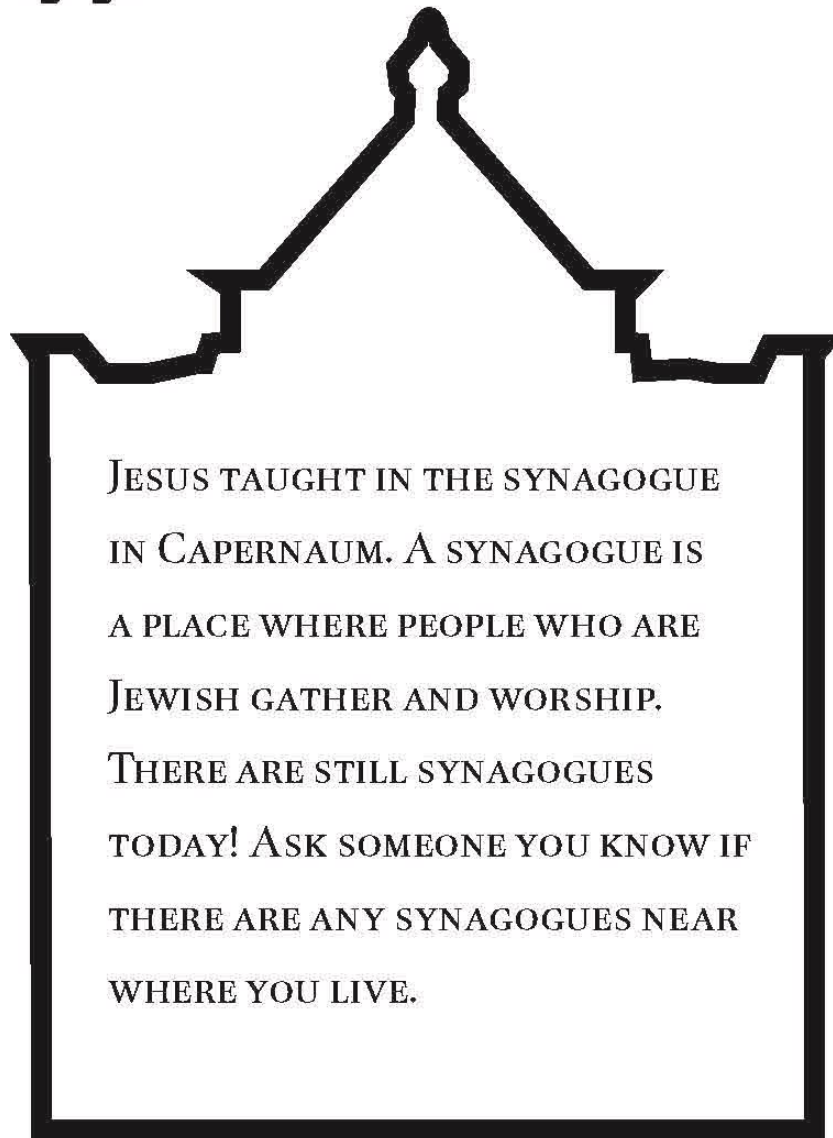 Jesus taught in the synagogue
in Capernaum. A synagogue is
a place where people who are
Jewish gather and worship.
There are still synagogues
today! Ask someone you know if
there are any synagogues near
where you live.